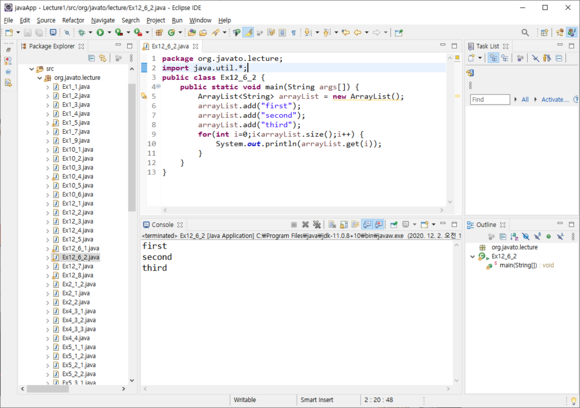 javaApp - Lecture1/src/org/javato/lecture/Ex12_6_2.java - Eclipse IDE
File Edit Source Refactor Navigate Search Project Run Window Help
Package Explorer
src
org.javato.lecture
Ex1_1.java
Ex1_2.java
Ex1_3.java
Ex1_4.java
Ex1_5.java
Ex1_7.java
Ex1_9.java
Ex10_1.java
Ex10_2.java
Ex10_3.java
Ex10_4.java
Ex10_5.java
Ex10_6.java
Ex12_1.java
Ex12_2.java
Ex12_3.java
Ex12_4.java
Ex12_5.java
Ex12_6_1.java
Ex12_6_2.java
Ex12_7.java
Ex12_8.java
Ex2_1_2.java
Ex2_1.java
Ex2_2.java
Ex4_3_1.java
Ex4_3_2.java
Ex4_3_3.java
Ex4_4.java
Ex5_1_1.java
Ex5_1_2.java
Ex5_2_1.java
Ex5_2_2.java
Ex5_3_1.java
Ex12_6_2.java
1 package org.javato.lecture;
2 import java.util.*;
3 public class Ex12_6_2 {
4 public static void main(String args[]) {
5 ArrayList<String> arrayList = new ArrayList();
6 arrayList.add("first");
7 arrayList.add("second");
8 arrayList.add("third");
9 for(int i=0;i<arrayList.size();i++) {
10 System.out.println(arrayList.get(i));
11 }
12 }
13 }
Console
<terminated> Ex12_6_2 [Java Application] C:₩Program Files₩java₩jdk-11.0.8+10₩bin₩javaw.exe (2020. 12. 2. 오전 1
first
second
third
Task List
Find
All
Activate...
Outline
org.javato.lecture
Ex12_6_2
main(String[]) : void
Writable
Smart Insert
2 : 20 : 48